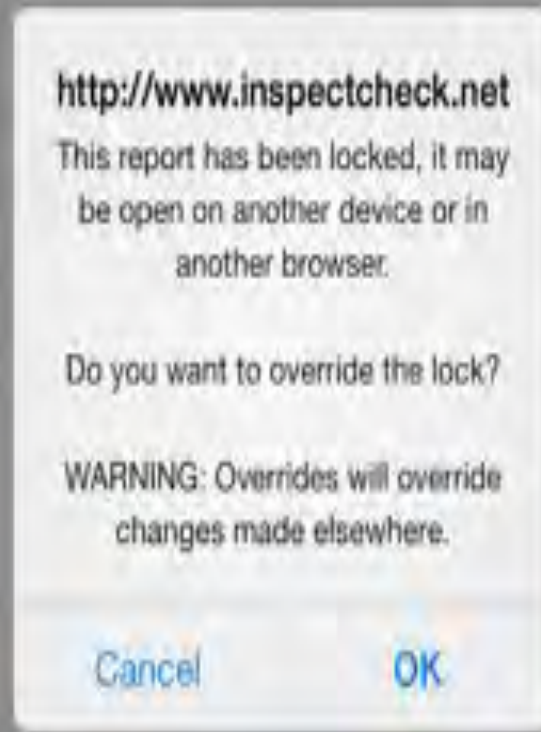 http://www.inspectcheck.net
This report has been locked, it may
be open on another device or in
another browser.
Do you want to override the lock?
WARNING: Overrides will override
changes made elsewhere.
Cancel OK